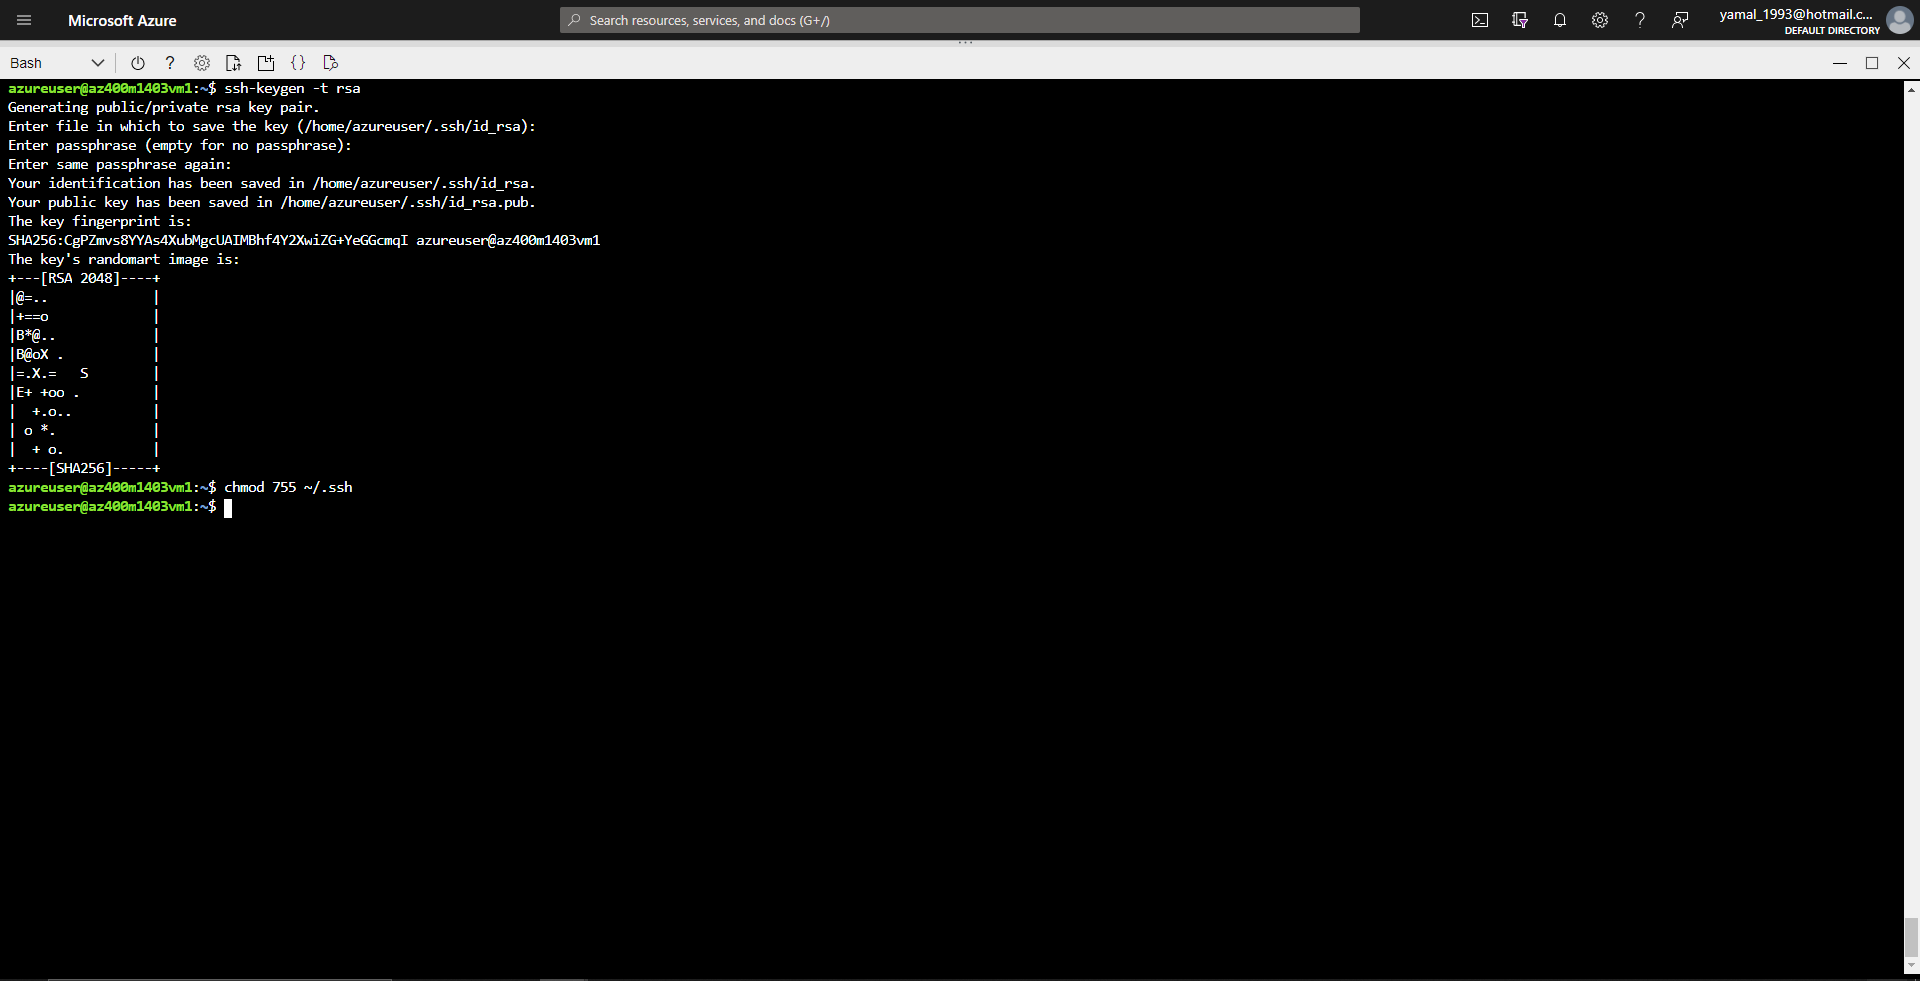 Microsoft Azure
Search resources, services, and docs (G+/)
yamal_1993@hotmail.c...
DEFAULT DIRECTORY
Bash
azureuser@az400m1403vm1:~$ ssh-keygen -t rsa
Generating public/private rsa key pair.
Enter file in which to save the key (/home/azureuser/.ssh/id_rsa):
Enter passphrase (empty for no passphrase):
Enter same passphrase again:
Your identification has been saved in /home/azureuser/.ssh/id_rsa.
Your public key has been saved in /home/azureuser/.ssh/id_rsa.pub.
The key fingerprint is:
SHA256:CgPZmvs8YYAs4XubMgcUAIMBhf4Y2XwiZG+YeGGcmqI azureuser@az400m1403vm1
The key's randomart image is:
+---[RSA 2048]----+
|@=..             |
|+==o             |
|B*@..            |
|B@oX .           |
|=.X.=   S        |
|E+ +oo .         |
|  +.o..          |
| o *.            |
|  + o.           |
+----[SHA256]-----+
azureuser@az400m1403vm1:~$ chmod 755 ~/.ssh
azureuser@az400m1403vm1:~$